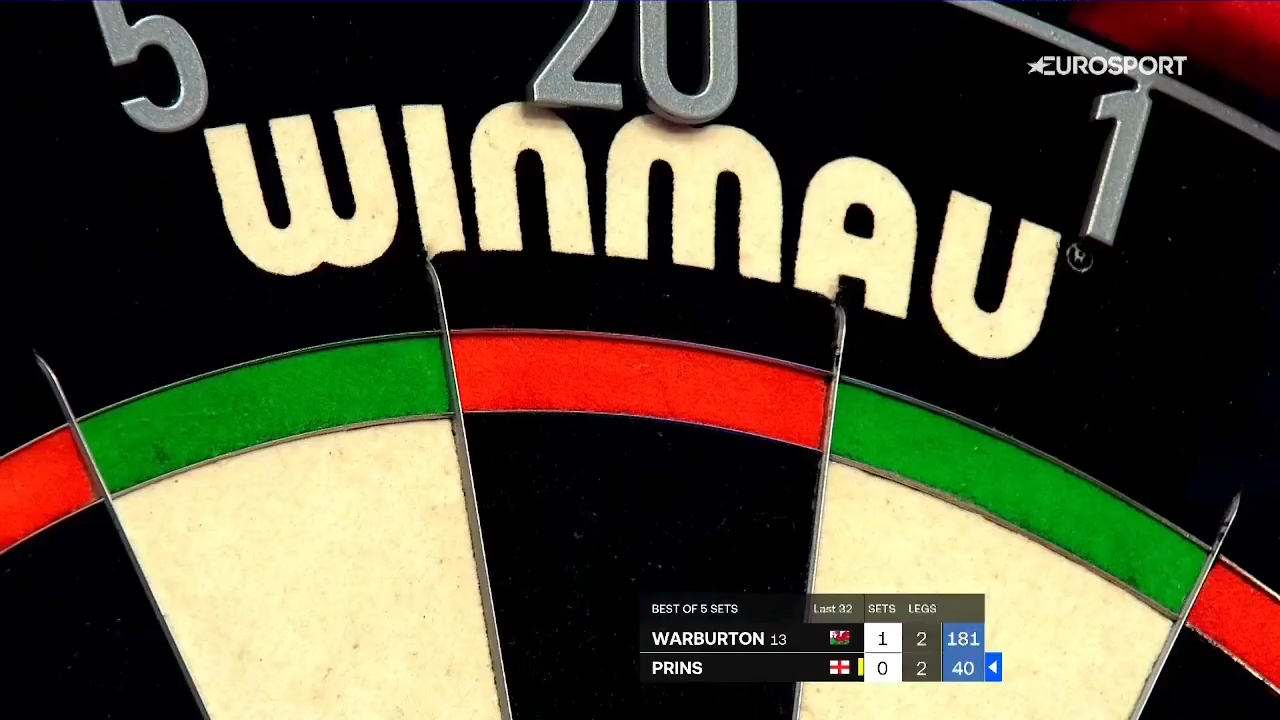 5 20 1
EUROSPORT
WINMAU
BEST OF 5 SETS Last 32 SETS LEGS
WARBURTON 13 1 2 181
PRINS 0 2 40